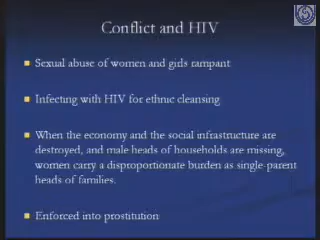 Conflict and HIV
Sexual abuse of women and girls rampant
Infecting with HIV for ethnic cleansing
When the economy and the social infrastructure are
destroyed, and male heads of households are missing,
women carry a disproportionate burden as single-parent
heads of families.
Enforced into prostitution